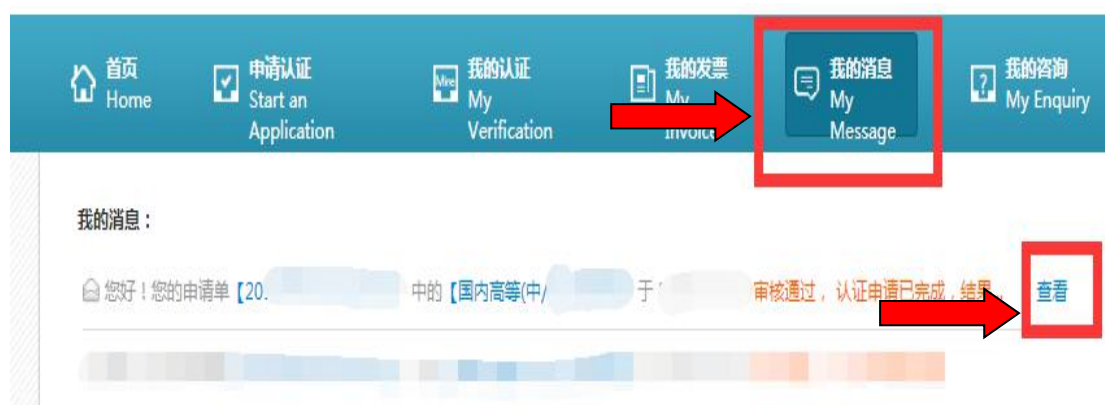 首页
Home
申请认证
Start an
Application
我的认证
My
Verification
我的发票
My
Invoice
我的消息
My
Message
我的咨询
My Enquiry
我的消息：
您好！您的申请单【20. 中的【国内高等(中/ 于 审核通过，认证申请已完成，结果 查看